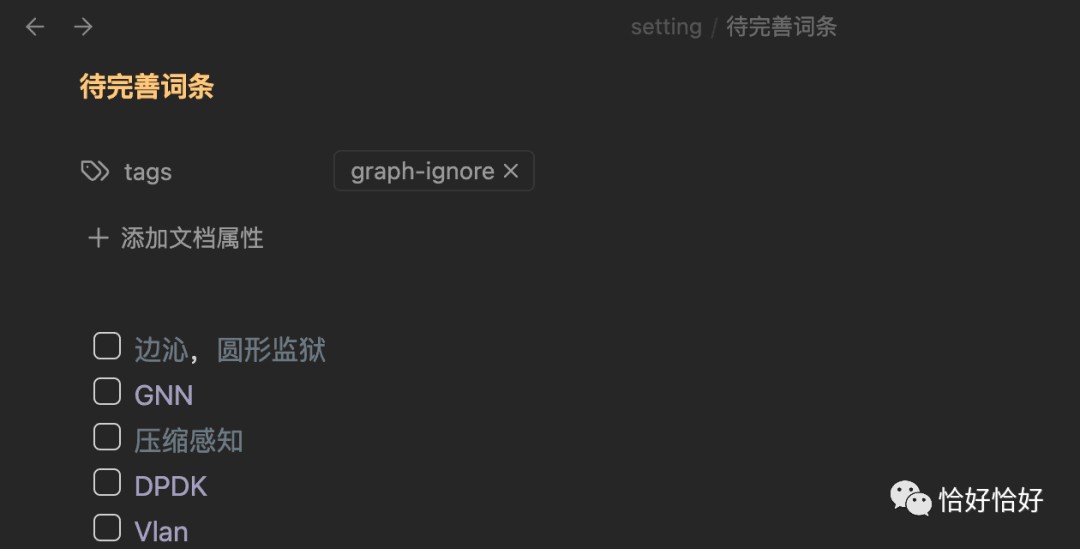 setting / 待完善词条
待完善词条
tags graph-ignore ×
+ 添加文档属性
边沁，圆形监狱
GNN
压缩感知
DPDK
Vlan
恰好恰好